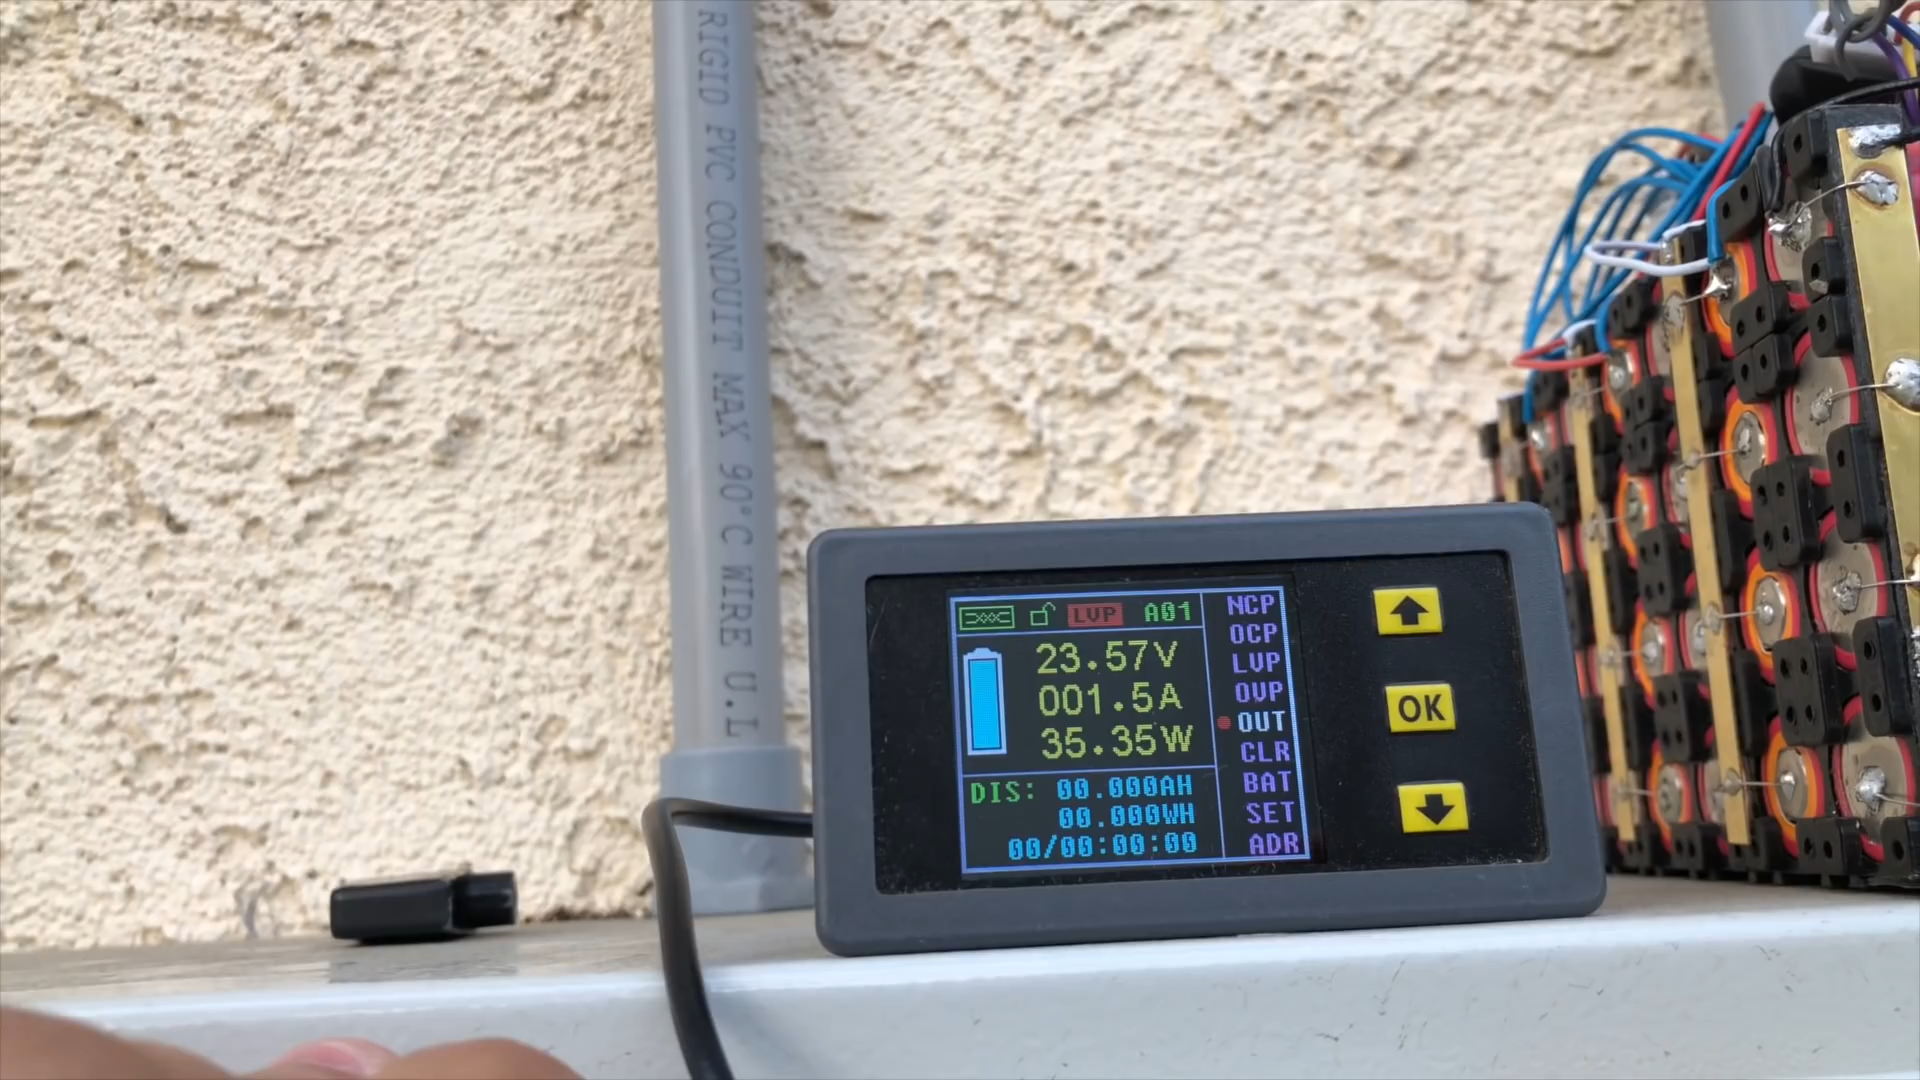 RIGID PVC CONDUIT MAX 90°C WIRE U.L
LVP A01
23.57V
001.5A
35.35W
DIS: 00.000AH
00.000WH
00/00:00:00
NCP
OCP
LVP
OVP
OUT
CLR
BAT
SET
ADR
OK